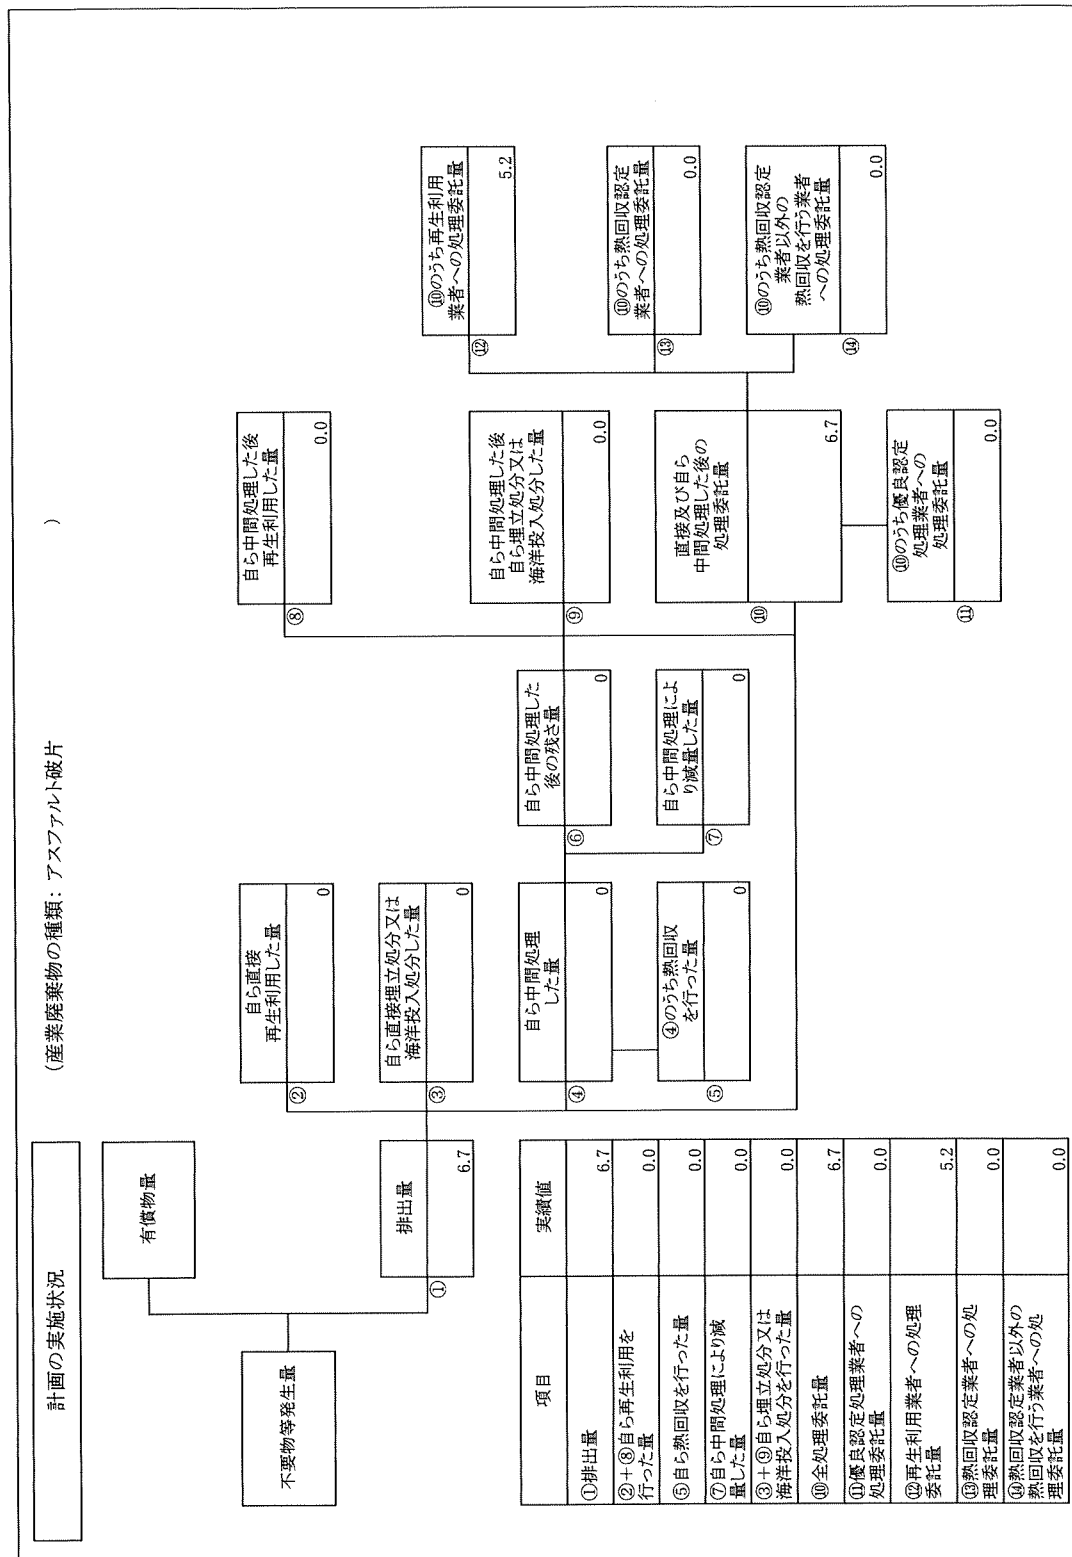 計画の実施状況
(産業廃棄物の種類: アスファルト破片 )
不要物等発生量
有償物量
①
排出量
6.7
②
自ら直接
再生利用した量
0
③
自ら直接埋立処分又は
海洋投入処分した量
0
④
自ら中間処理
した量
0
⑤
④のうち熱回収
を行った量
0
⑥
自ら中間処理した
後の残さ量
0
⑦
自ら中間処理によ
り減量した量
0
⑧
自ら中間処理した後
再生利用した量
0.0
⑨
自ら中間処理した後
自ら埋立処分又は
海洋投入処分した量
0.0
⑩
直接及び自ら
中間処理した後の
処理委託量
6.7
⑪
⑩のうち優良認定
処理業者への
処理委託量
0.0
⑫
⑩のうち再生利用
業者への処理委託量
5.2
⑬
⑩のうち熱回収認定
業者への処理委託量
0.0
⑭
⑩のうち熱回収認定
業者以外の
熱回収を行う業者
への処理委託量
0.0
項目 実績値
①排出量 6.7
②+⑧自ら再生利用を
行った量 0.0
⑤自ら熱回収を行った量 0.0
⑦自ら中間処理により減
量した量 0.0
③+⑨自ら埋立処分又は
海洋投入処分を行った量 0.0
⑩全処理委託量 6.7
⑪優良認定処理業者への
処理委託量 0.0
⑫再生利用業者への処理
委託量 5.2
⑬熱回収認定業者への処
理委託量 0.0
⑭熱回収認定業者以外の
熱回収を行う業者への処
理委託量 0.0